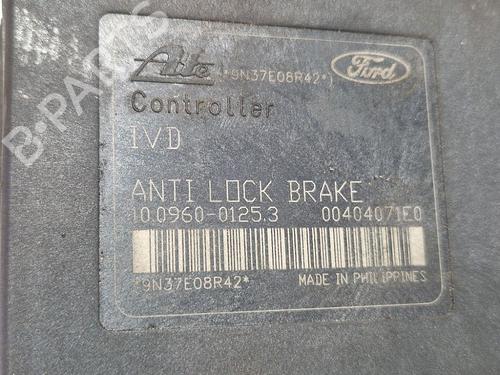 Ate (*9N37E08R42*) Ford
Controller
IVD
ANTI LOCK BRAKE
10.0960-0125.3 00404071E0
*9N37E08R42* MADE IN PHILIPPINES
B-PARTS